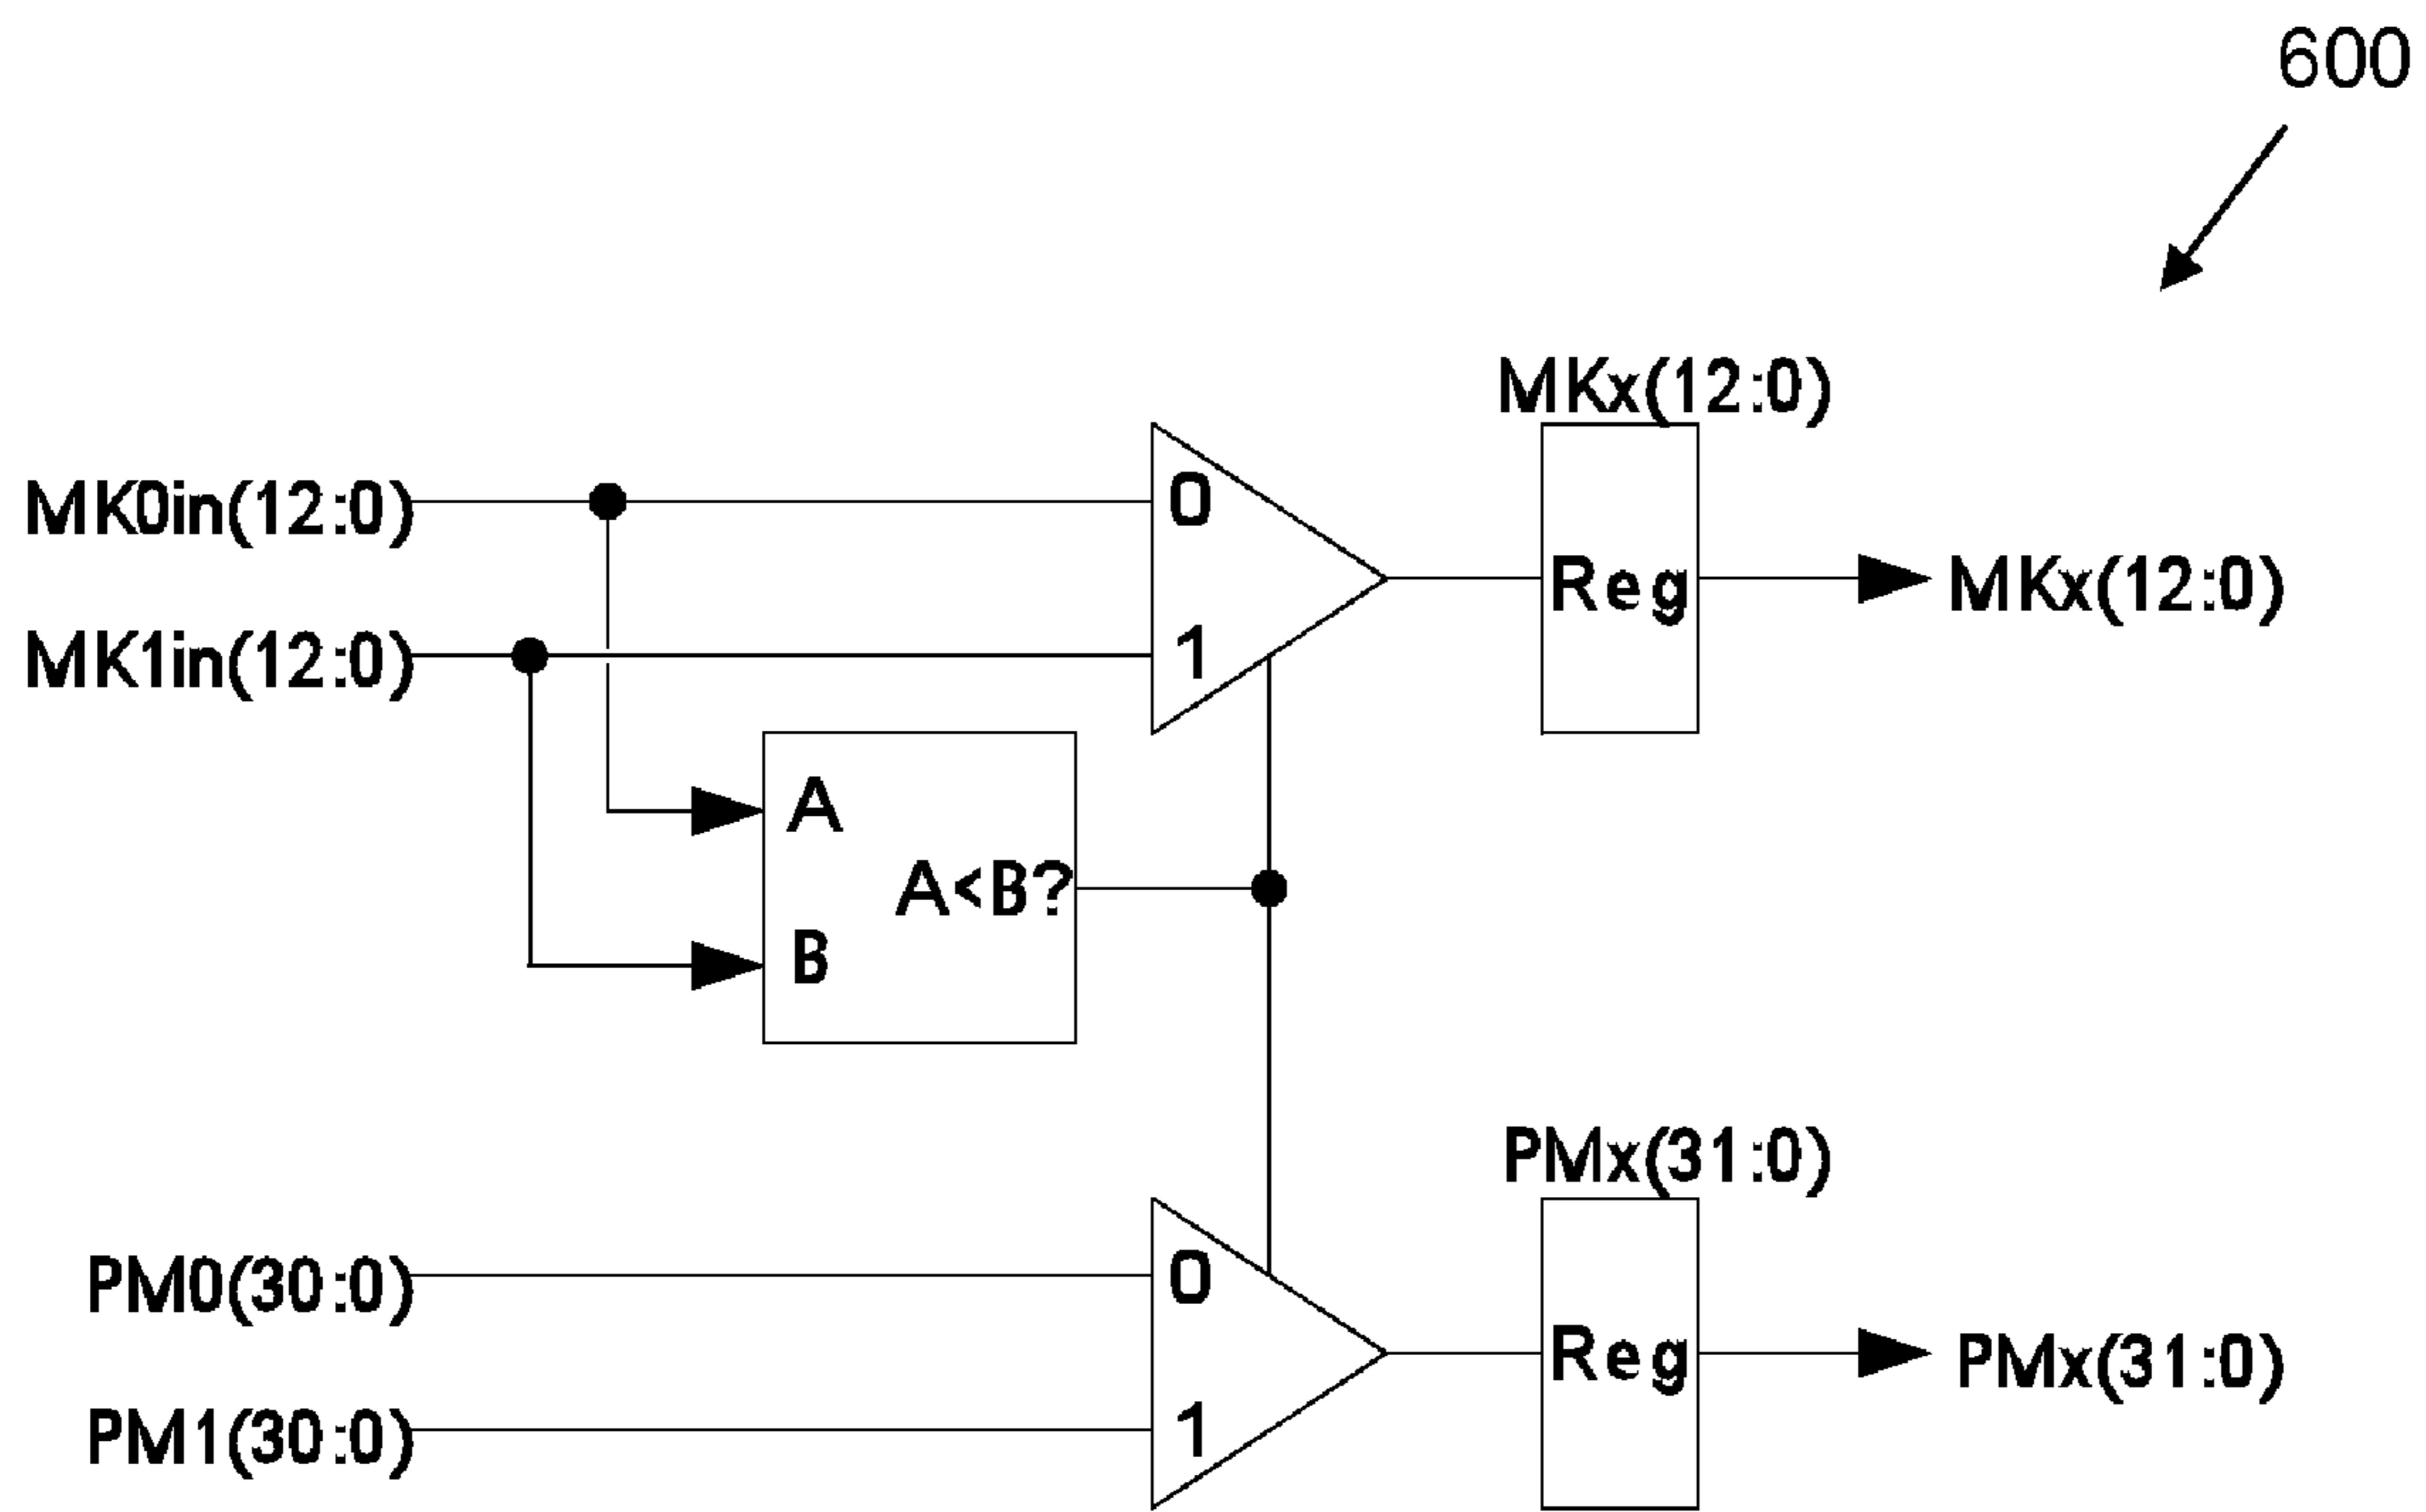 600
MKx(12:0)
MK0in(12:0)
0
Reg
MKx(12:0)
MK1in(12:0)
1
A
A<B?
B
PMx(31:0)
PM0(30:0)
0
Reg
PMx(31:0)
PM1(30:0)
1